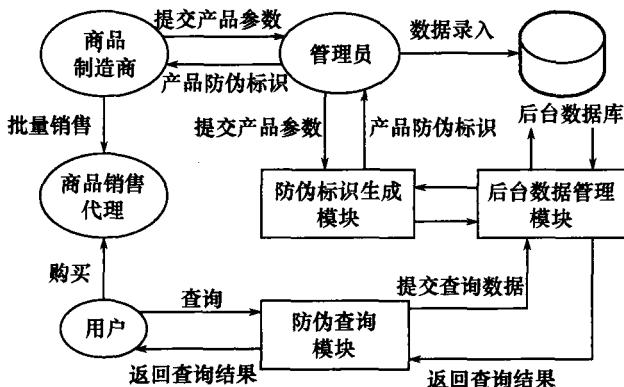 提交产品参数
商品
制造商
管理员
数据录入
产品防伪标识
批量销售
提交产品参数
产品防伪标识
后台数据库
商品销售
代理
防伪标识生成
模块
后台数据管理
模块
购买
查询
提交查询数据
用户
防伪查询
模块
返回查询结果
返回查询结果